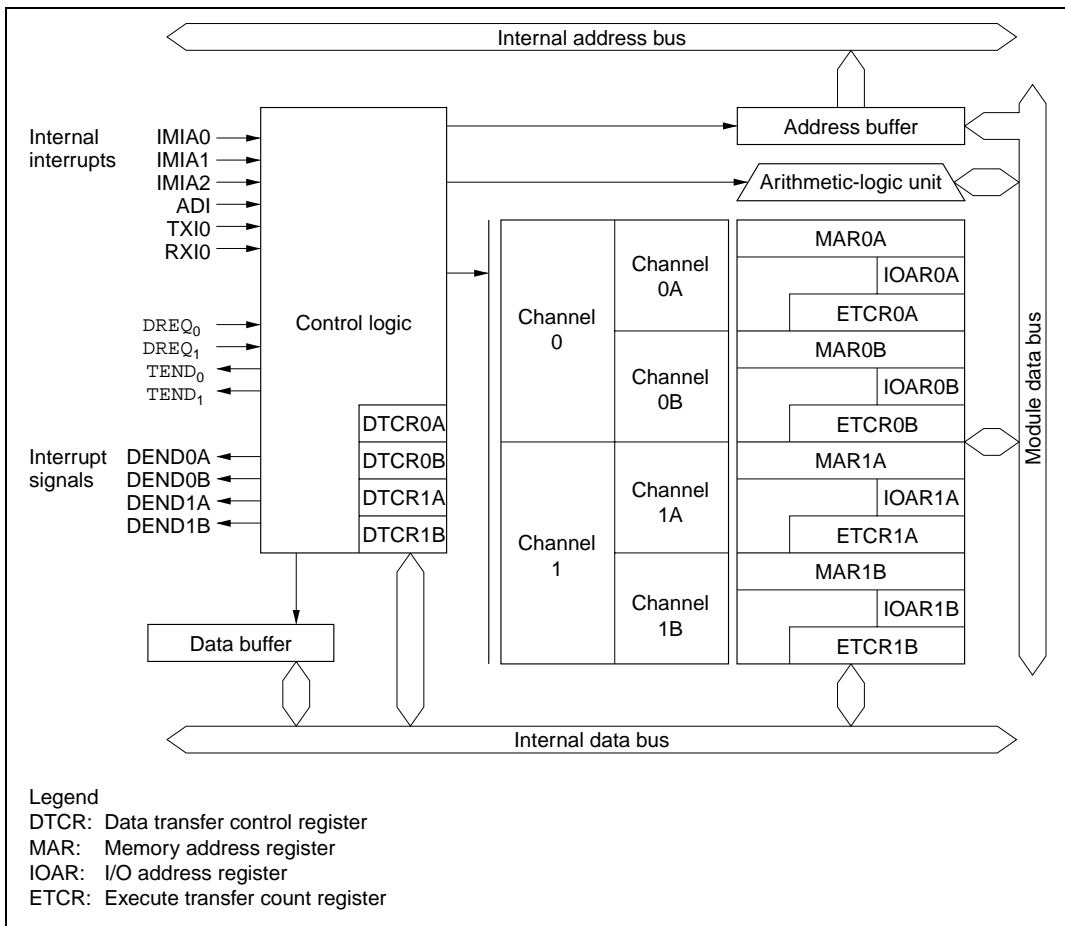 Internal address bus
Internal interrupts
IMIA0
IMIA1
IMIA2
ADI
TXI0
RXI0
DREQ0
DREQ1
TEND0
TEND1
Interrupt signals
DEND0A
DEND0B
DEND1A
DEND1B
Control logic
DTCR0A
DTCR0B
DTCR1A
DTCR1B
Data buffer
Address buffer
Arithmetic-logic unit
Channel 0
Channel 0A
Channel 0B
Channel 1
Channel 1A
Channel 1B
MAR0A
IOAR0A
ETCR0A
MAR0B
IOAR0B
ETCR0B
MAR1A
IOAR1A
ETCR1A
MAR1B
IOAR1B
ETCR1B
Module data bus
Internal data bus
Legend
DTCR: Data transfer control register
MAR: Memory address register
IOAR: I/O address register
ETCR: Execute transfer count register